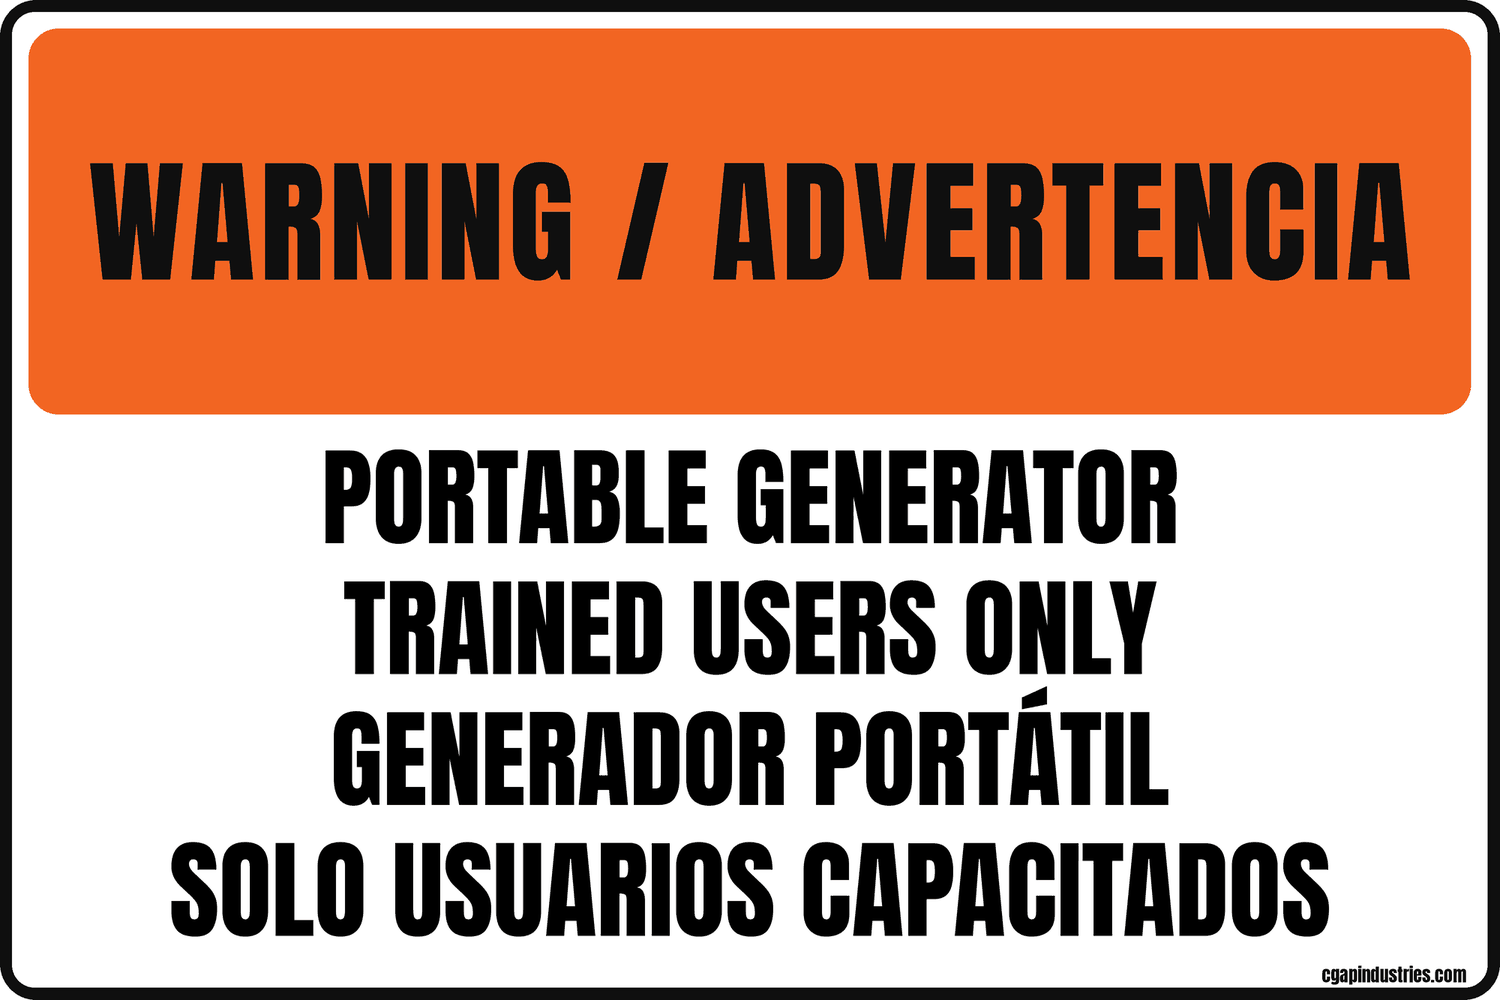 WARNING / ADVERTENCIA
PORTABLE GENERATOR
TRAINED USERS ONLY
GENERADOR PORTÁTIL
SOLO USUARIOS CAPACITADOS
cgapindustries.com